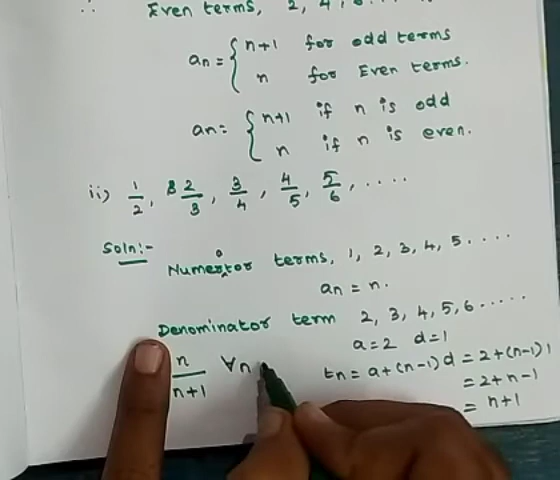 ∴ Even terms, 2, 4,
an = { n+1 for odd terms
n for Even terms.
an = { n+1 if n is odd
n if n is even.
ii) 1/2, 2/3, 3/4, 4/5, 5/6, ....
Soln:-
Numerator terms, 1, 2, 3, 4, 5 ....
an = n.
Denominator term 2, 3, 4, 5, 6 .....
a=2 d=1
tn = a+(n-1)d = 2+(n-1)1
= 2+n-1
= n+1
n/n+1 ∀n